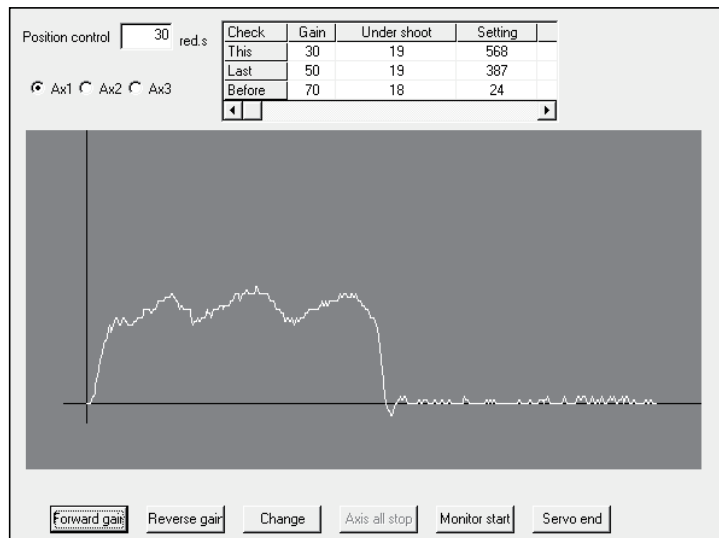 Position control 30 red.s
Ax1 Ax2 Ax3
Check Gain Under shoot Setting
This 30 19 568
Last 50 19 387
Before 70 18 24
Forward gain Reverse gain Change Axis all stop Monitor start Servo end